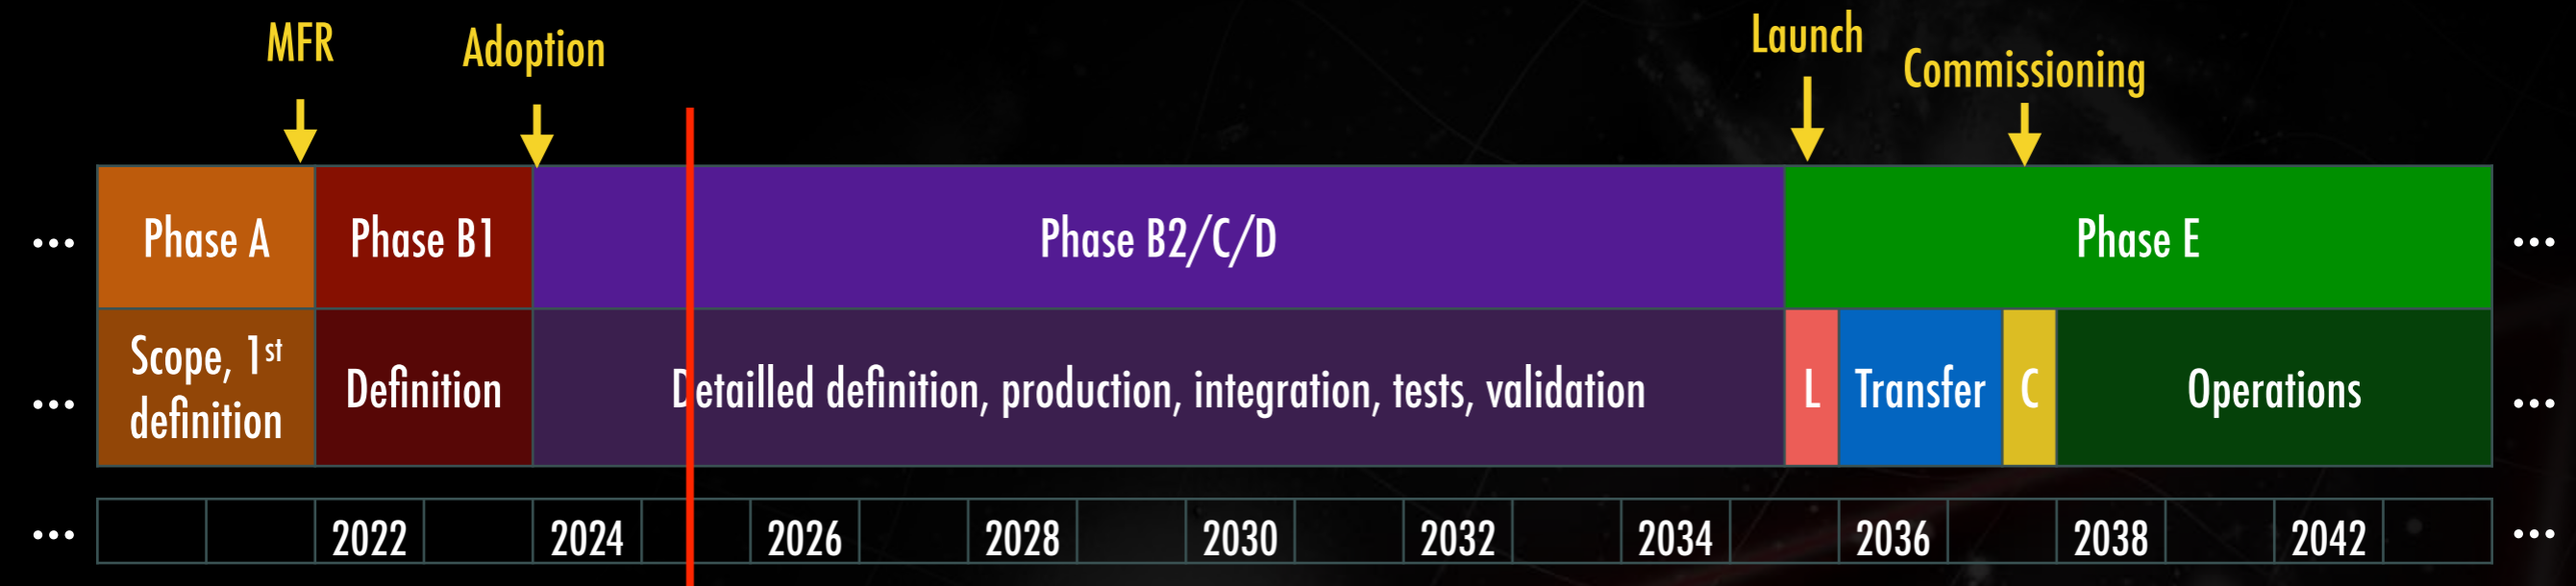 MFR
Adoption
Launch
Commissioning
... Phase A Phase B1 Phase B2/C/D Phase E ...
... Scope, 1st
definition
Definition
Detailled definition, production, integration, tests, validation
L
Transfer
C
Operations ...
... 2022 2024 2026 2028 2030 2032 2034 2036 2038 2042 ...